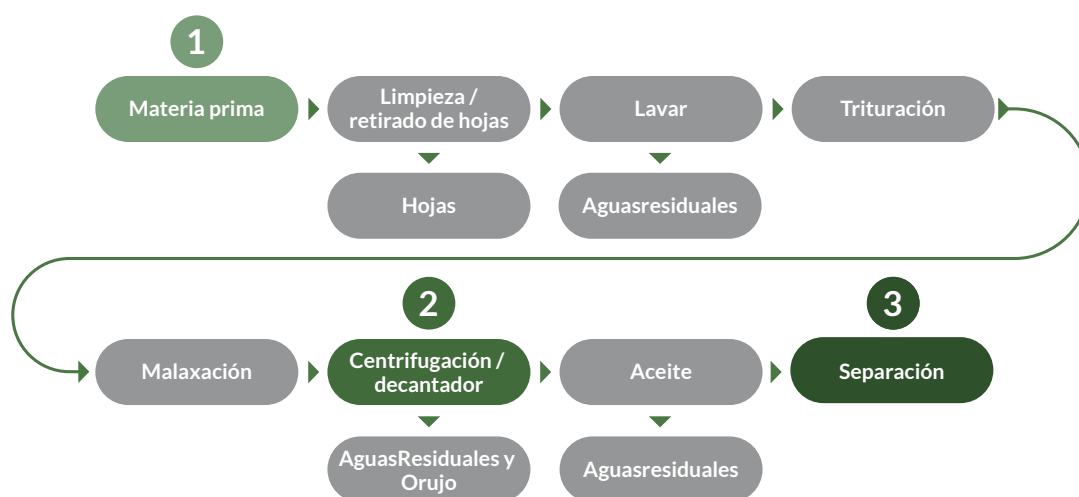 1
Materia prima
Limpieza /
retirado de hojas
Lavar
Trituración
Hojas
Aguasresiduales
2
3
Malaxación
Centrifugación /
decantador
Aceite
Separación
AguasResiduales y
Orujo
Aguasresiduales